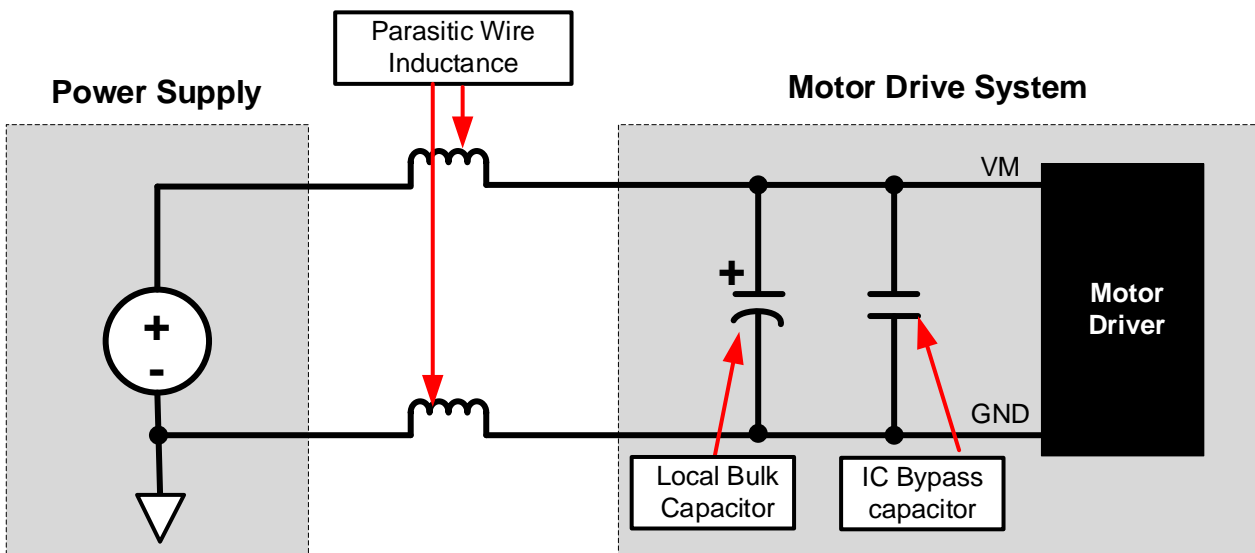 Parasitic Wire
Inductance
Power Supply
Motor Drive System
VM
+
+
-
Motor
Driver
GND
Local Bulk
Capacitor
IC Bypass
capacitor